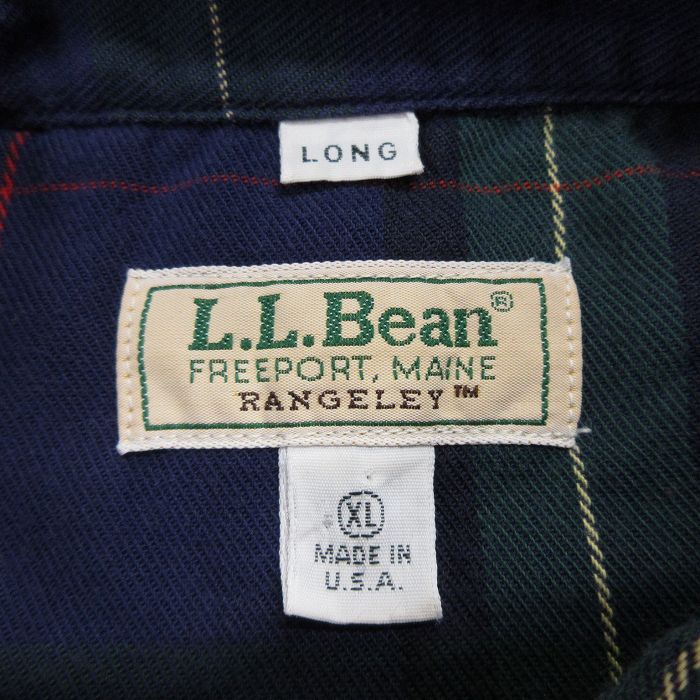 LONG
L.L.Bean®
FREEPORT, MAINE
RANGELEY™
XL
MADE IN
U.S.A.